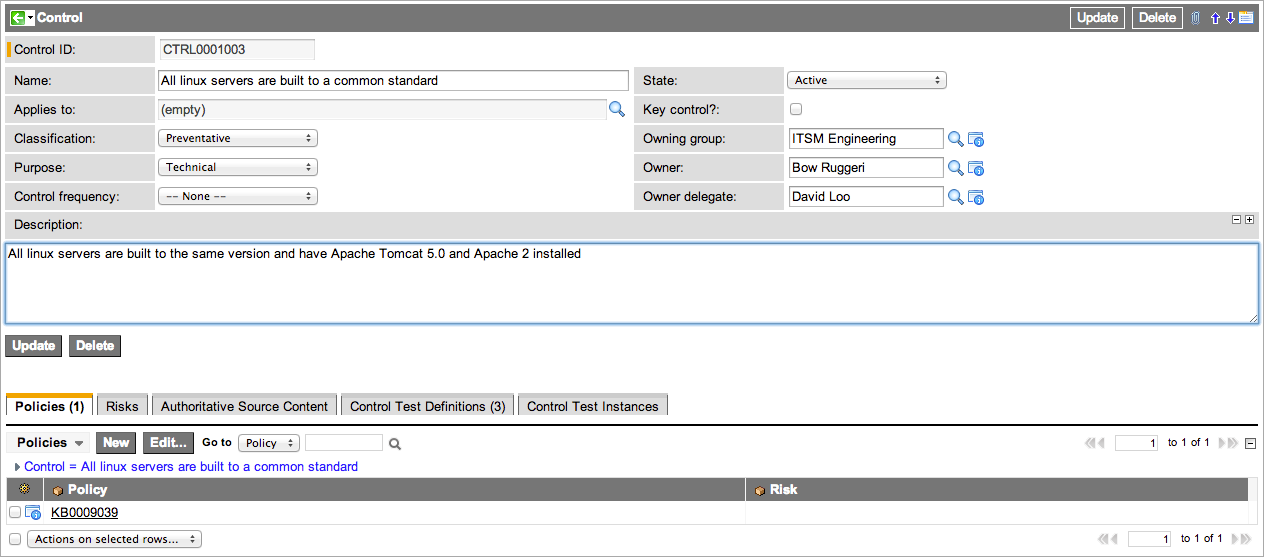 Control Update Delete
Control ID: CTRL0001003
Name: All linux servers are built to a common standard State: Active
Applies to: (empty) Key control?:
Classification: Preventative Owning group: ITSM Engineering
Purpose: Technical Owner: Bow Ruggeri
Control frequency: -- None -- Owner delegate: David Loo
Description:
All linux servers are built to the same version and have Apache Tomcat 5.0 and Apache 2 installed
Update Delete
Policies (1) Risks Authoritative Source Content Control Test Definitions (3) Control Test Instances
Policies New Edit... Go to Policy 1 to 1 of 1
Control = All linux servers are built to a common standard
Policy Risk
KB0009039
Actions on selected rows... 1 to 1 of 1